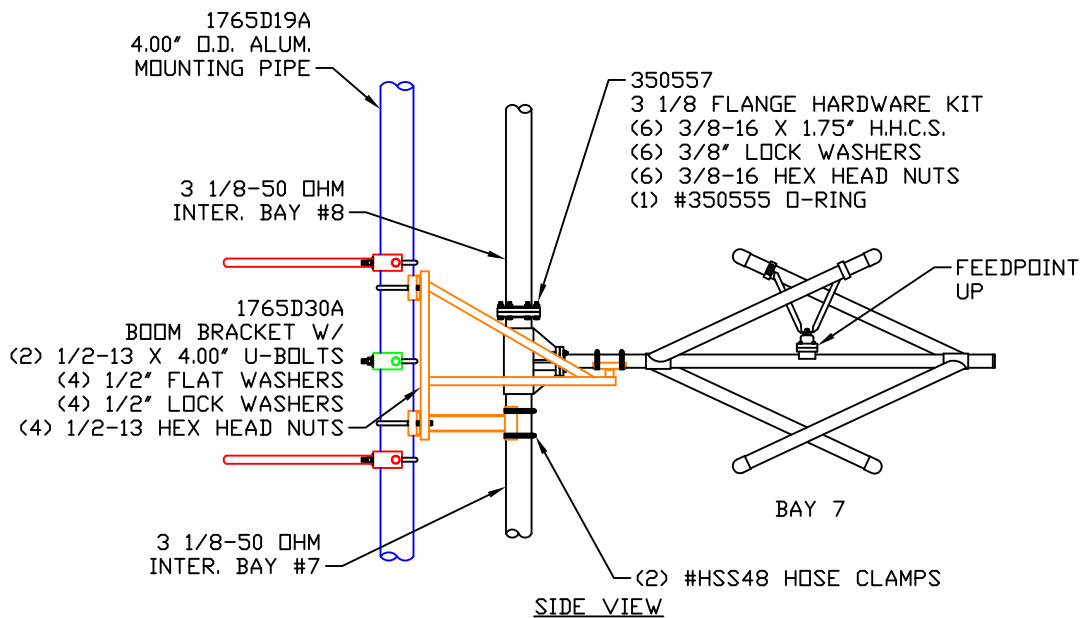 1765D19A
4.00" O.D. ALUM.
MOUNTING PIPE
350557
3 1/8 FLANGE HARDWARE KIT
(6) 3/8-16 X 1.75" H.H.C.S.
(6) 3/8" LOCK WASHERS
(6) 3/8-16 HEX HEAD NUTS
(1) #350555 O-RING
3 1/8-50 OHM
INTER. BAY #8
FEEDPOINT
UP
1765D30A
BOOM BRACKET W/
(2) 1/2-13 X 4.00" U-BOLTS
(4) 1/2" FLAT WASHERS
(4) 1/2" LOCK WASHERS
(4) 1/2-13 HEX HEAD NUTS
BAY 7
3 1/8-50 OHM
INTER. BAY #7
(2) #HSS48 HOSE CLAMPS
SIDE VIEW